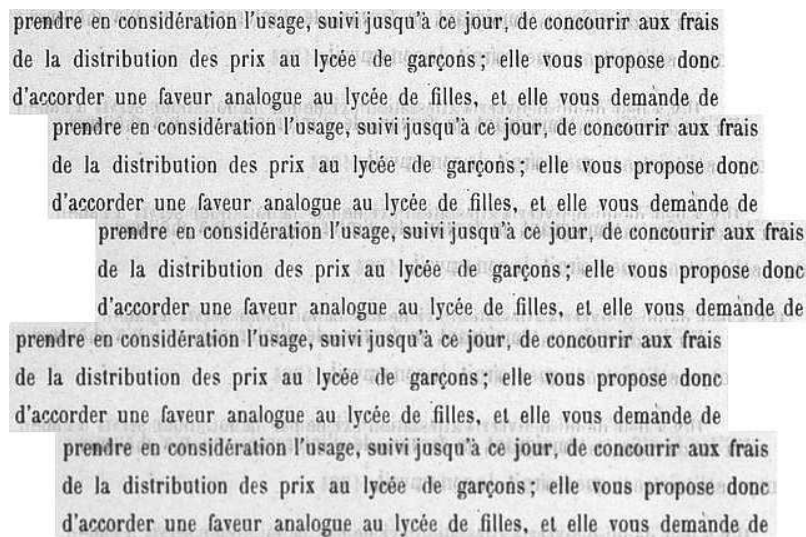 prendre en considération l'usage, suivi jusqu'à ce jour, de concourir aux frais
de la distribution des prix au lycée de garçons; elle vous propose donc
d'accorder une faveur analogue au lycée de filles, et elle vous demande de
prendre en considération l'usage, suivi jusqu'à ce jour, de concourir aux frais
de la distribution des prix au lycée de garçons; elle vous propose donc
d'accorder une faveur analogue au lycée de filles, et elle vous demande de
prendre en considération l'usage, suivi jusqu'à ce jour, de concourir aux frais
de la distribution des prix au lycée de garçons; elle vous propose donc
d'accorder une faveur analogue au lycée de filles, et elle vous demande de
prendre en considération l'usage, suivi jusqu'à ce jour, de concourir aux frais
de la distribution des prix au lycée de garçons; elle vous propose donc
d'accorder une faveur analogue au lycée de filles, et elle vous demande de
prendre en considération l'usage, suivi jusqu'à ce jour, de concourir aux frais
de la distribution des prix au lycée de garçons; elle vous propose donc
d'accorder une faveur analogue au lycée de filles, et elle vous demande de